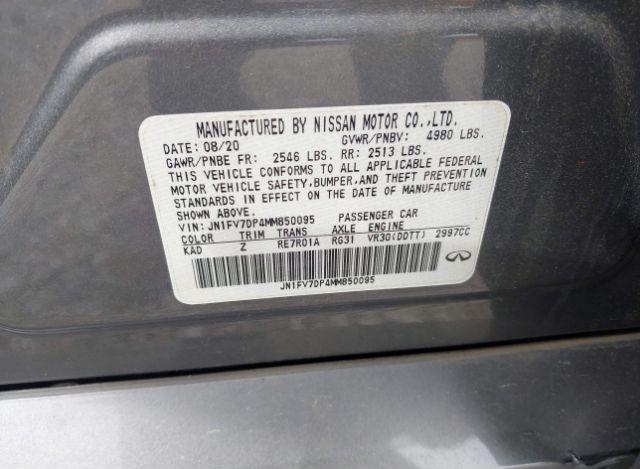 MANUFACTURED BY NISSAN MOTOR CO.,LTD.
DATE: 08/20 GVWR/PNBV: 4980 LBS.
GAWR/PNBE FR: 2546 LBS. RR: 2513 LBS.
THIS VEHICLE CONFORMS TO ALL APPLICABLE FEDERAL
MOTOR VEHICLE SAFETY,BUMPER,AND THEFT PREVENTION
STANDARDS IN EFFECT ON THE DATE OF MANUFACTURE
SHOWN ABOVE.
VIN: JN1FV7DP4MM850095 PASSENGER CAR
COLOR TRIM TRANS AXLE ENGINE
KAD Z RE7R01A RG31 VR30(DDTT) 2997CC
JN1FV7DP4MM850095